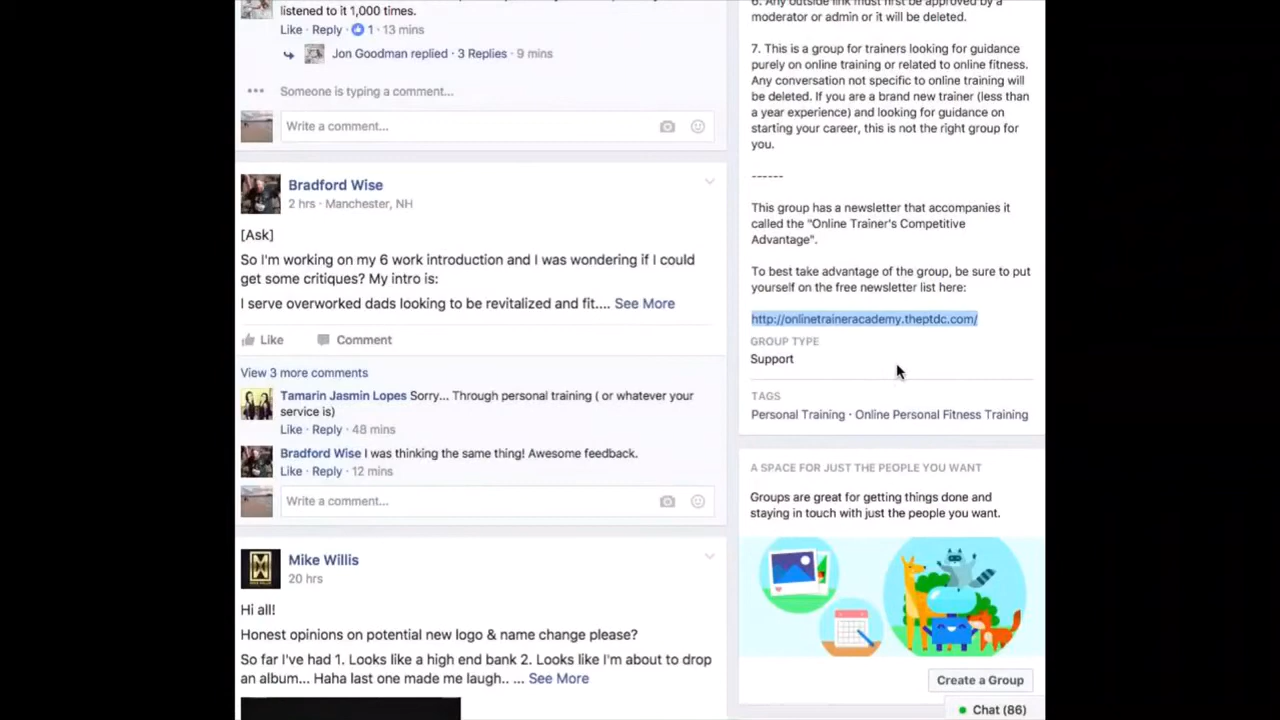 listened to it 1,000 times.
Like · Reply · 1 · 13 mins
Jon Goodman replied · 3 Replies · 9 mins
Someone is typing a comment...
Write a comment...
Bradford Wise
2 hrs · Manchester, NH
[Ask]
So I'm working on my 6 work introduction and I was wondering if I could
get some critiques? My intro is:
I serve overworked dads looking to be revitalized and fit.... See More
Like Comment
View 3 more comments
Tamarin Jasmin Lopes Sorry... Through personal training ( or whatever your
service is)
Like · Reply · 48 mins
Bradford Wise I was thinking the same thing! Awesome feedback.
Like · Reply · 12 mins
Write a comment...
Mike Willis
20 hrs
Hi all!
Honest opinions on potential new logo & name change please?
So far I've had 1. Looks like a high end bank 2. Looks like I'm about to drop
an album... Haha last one made me laugh.. ... See More
6. Any outside link must first be approved by a
moderator or admin or it will be deleted.
7. This is a group for trainers looking for guidance
purely on online training or related to online fitness.
Any conversation not specific to online training will
be deleted. If you are a brand new trainer (less than
a year experience) and looking for guidance on
starting your career, this is not the right group for
you.
------
This group has a newsletter that accompanies it
called the "Online Trainer's Competitive
Advantage".
To best take advantage of the group, be sure to put
yourself on the free newsletter list here:
http://onlinetraineracademy.theptdc.com/
GROUP TYPE
Support
TAGS
Personal Training · Online Personal Fitness Training
A SPACE FOR JUST THE PEOPLE YOU WANT
Groups are great for getting things done and
staying in touch with just the people you want.
Create a Group
Chat (86)